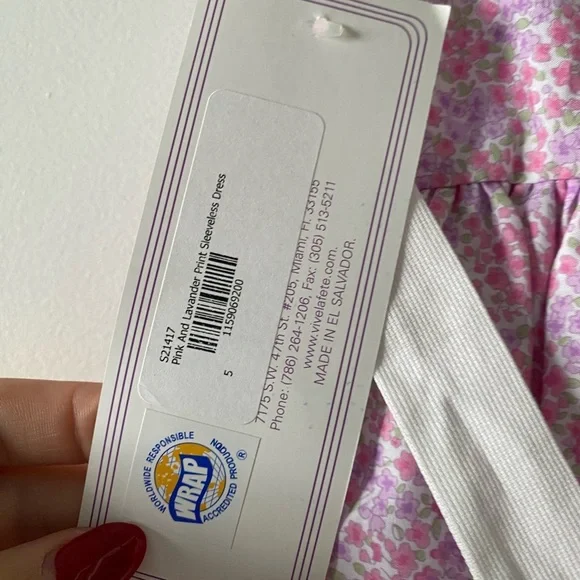 S21417
Pink And Lavander Print Sleeveless Dress
1159069200
5
7175 S.W. 47th St. #205, Miami, Fl. 33155
Phone: (786) 264-1206, Fax: (305) 513-5211
www.vivelafete.com.
MADE IN EL SALVADOR.
WORLDWIDE RESPONSIBLE
WRAP
®
ACCREDITED PRODUCTION